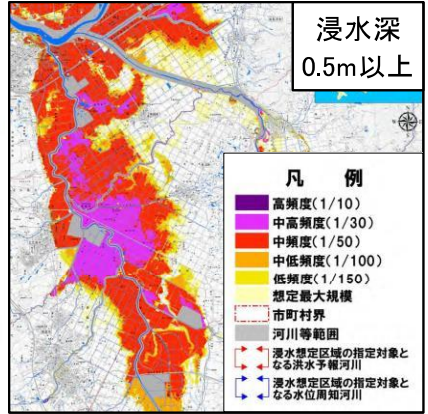 浸水深
0.5m以上
凡 例
高頻度(1/10)
中高頻度(1/30)
中頻度(1/50)
中低頻度(1/100)
低頻度(1/150)
想定最大規模
市町村界
河川等範囲
浸水想定区域の指定対象と
なる洪水予報河川
浸水想定区域の指定対象と
なる水位周知河川